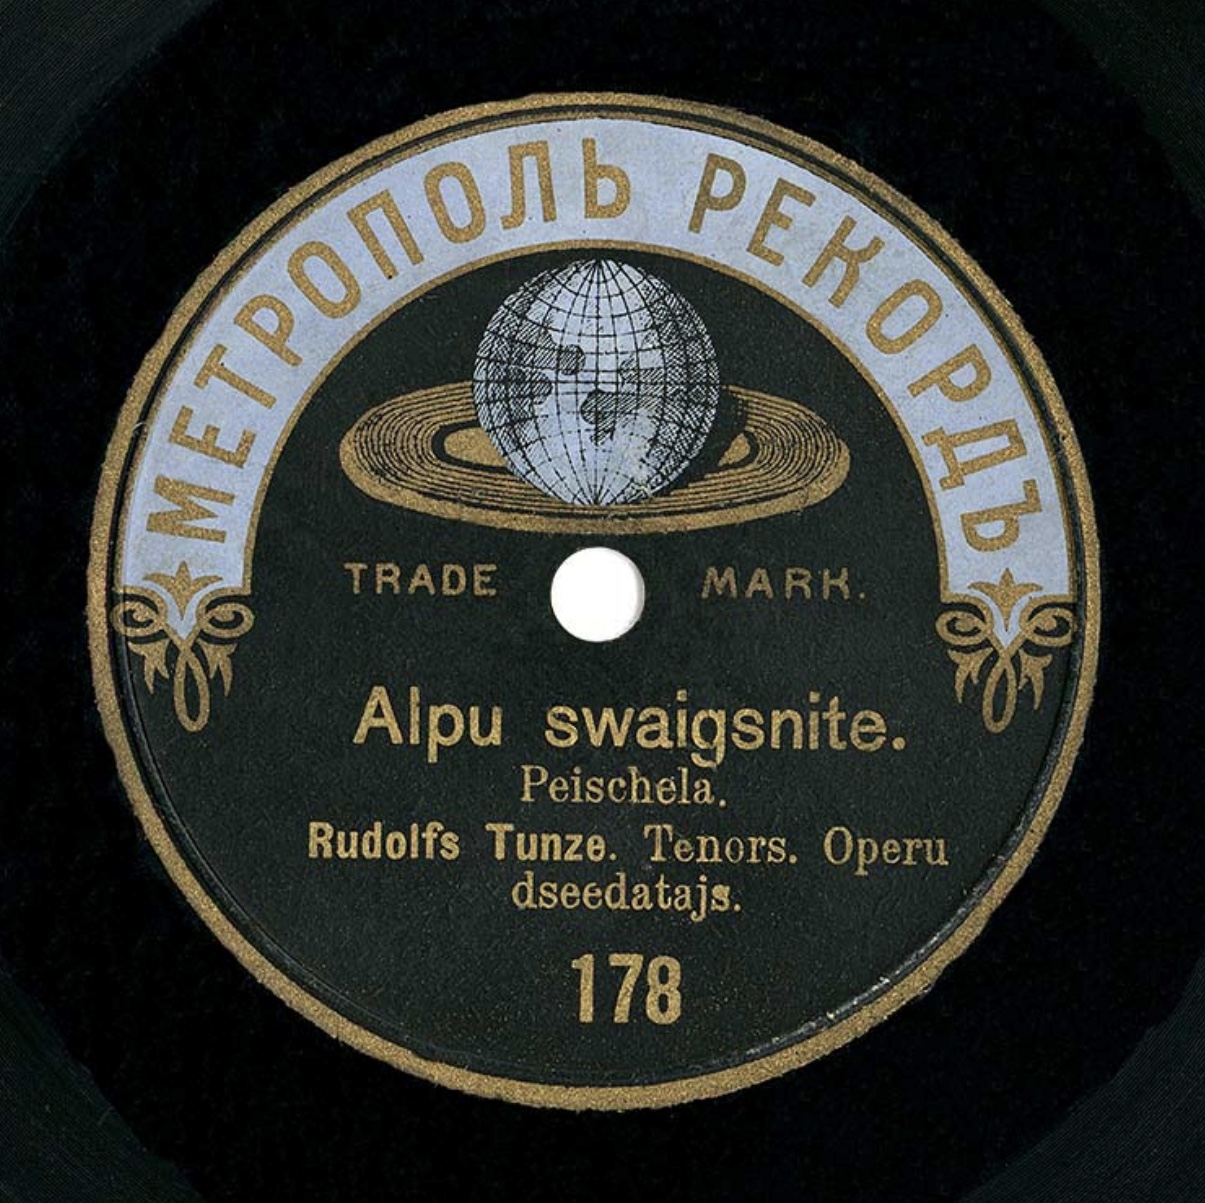 МЕТРОПОЛЬ РЕКОРДЪ
TRADE MARK.
Alpu swaigsnite.
Peischela.
Rudolfs Tunze. Tenors. Operu
dseedatajs.
178